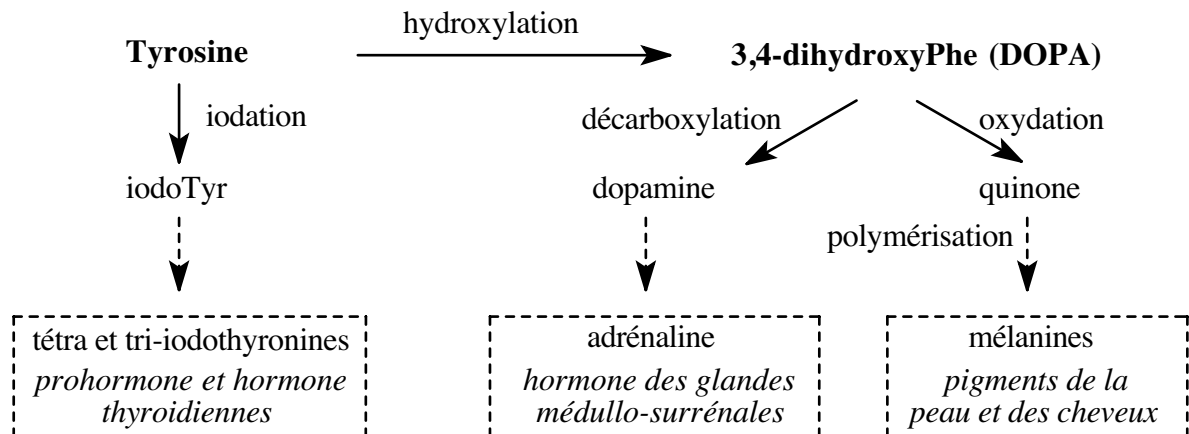 hydroxylation
Tyrosine
3,4-dihydroxyPhe (DOPA)
iodation
décarboxylation
oxydation
iodoTyr
dopamine
quinone
polymérisation
tétra et tri-iodothyronines
prohormone et hormone
thyroidiennes
adrénaline
hormone des glandes
médullo-surrénales
mélanines
pigments de la
peau et des cheveux